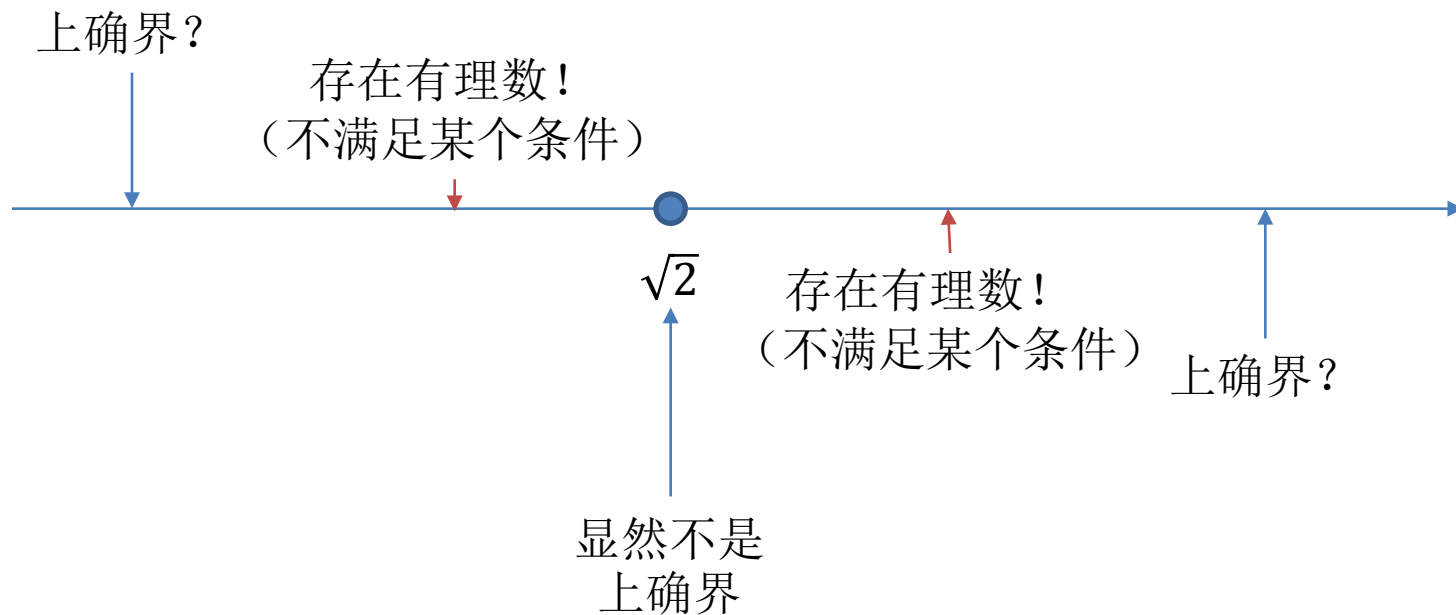 上确界？
存在有理数！
（不满足某个条件）
√2
存在有理数！
（不满足某个条件）
上确界？
显然不是
上确界